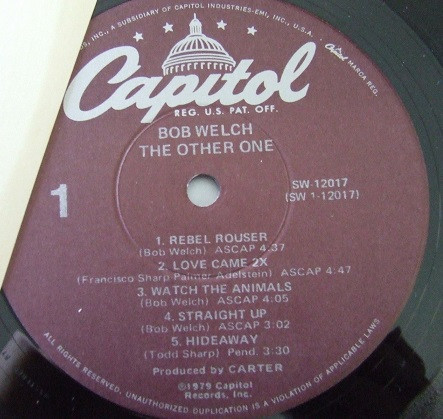 INC., A SUBSIDIARY OF CAPITOL INDUSTRIES-EMI, INC., U.S.A.
Capitol
MARCA REG.
Capitol
REG. U.S. PAT. OFF.
BOB WELCH
THE OTHER ONE
1
SW-12017
(SW 1-12017)
1. REBEL ROUSER
(Bob Welch) ASCAP 4:37
2. LOVE CAME 2X
(Francisco Sharp Palmer Adelstein) ASCAP 4:47
3. WATCH THE ANIMALS
(Bob Welch) ASCAP 4:05
4. STRAIGHT UP
(Bob Welch) ASCAP 3:02
5. HIDEAWAY
(Todd Sharp) Pend. 3:30
Produced by CARTER
©1979 Capitol
Records, Inc.
ALL RIGHTS RESERVED. UNAUTHORIZED DUPLICATION IS A VIOLATION OF APPLICABLE LAWS